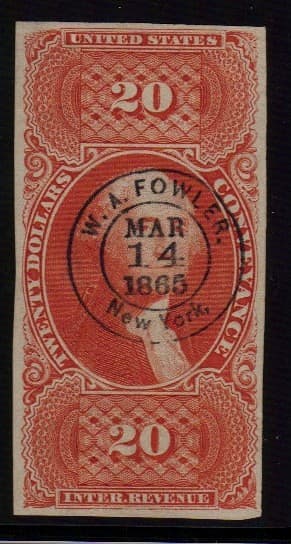 UNITED STATES
20
TWENTY DOLLARS
CONVEYANCE
W. A. FOWLER.
MAR
14
1865
New York,
20
INTER. REVENUE